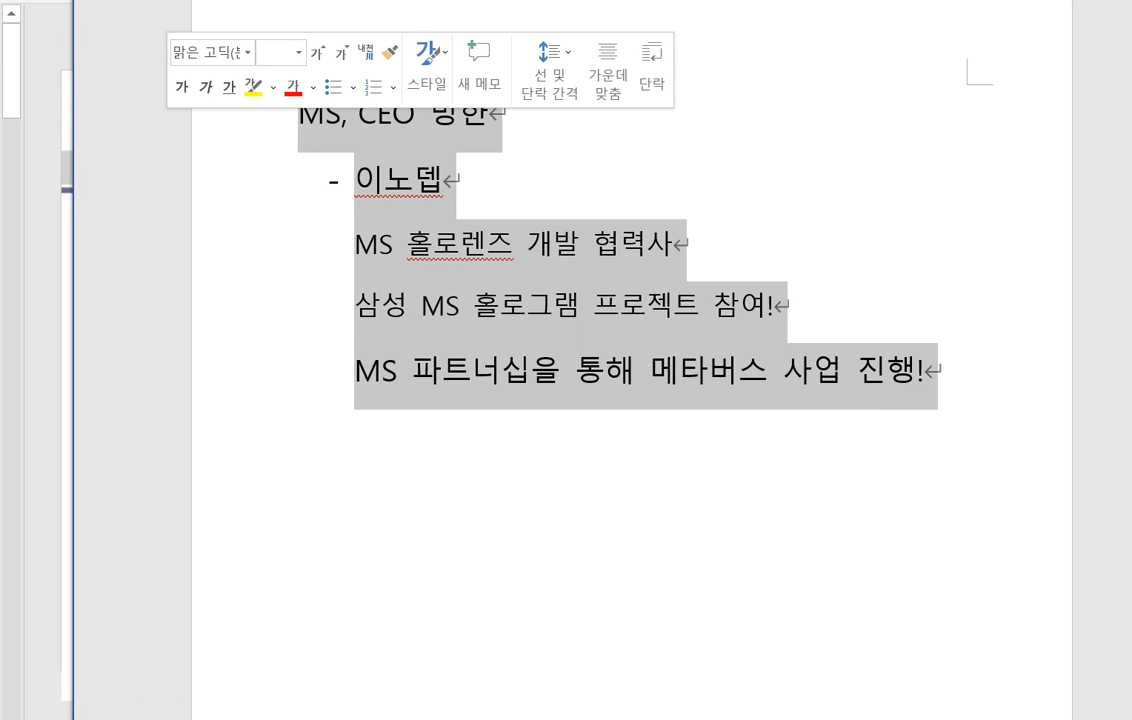 맑은 고딕(본
가 가 내천
가 가 가 가 가
가
스타일
새 메모
선 및
단락 간격
가운데
맞춤
단락
MS, CEO 방한
- 이노뎁
MS 홀로렌즈 개발 협력사
삼성 MS 홀로그램 프로젝트 참여!
MS 파트너십을 통해 메타버스 사업 진행!